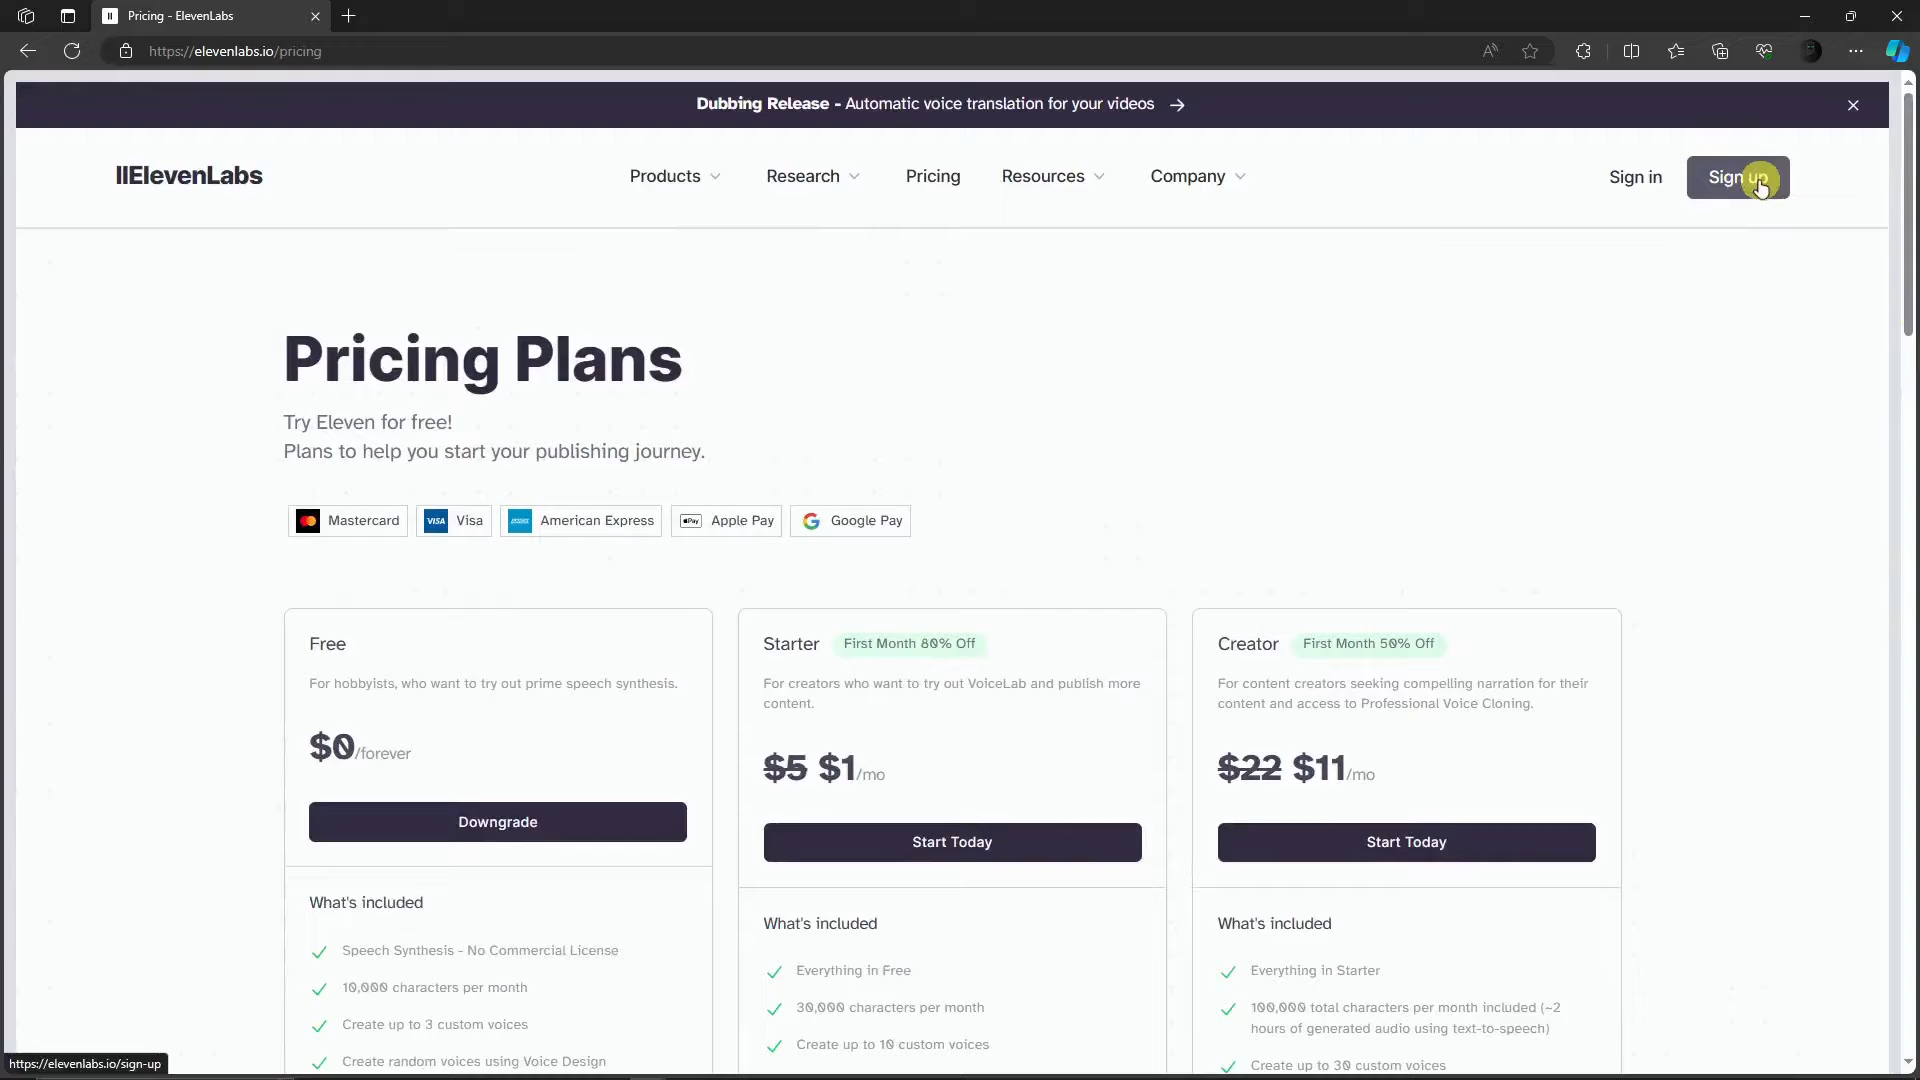 Pricing - ElevenLabs
https://elevenlabs.io/pricing
Dubbing Release - Automatic voice translation for your videos →
IIElevenLabs
Products
Research
Pricing
Resources
Company
Sign in
Sign up
Pricing Plans
Try Eleven for free!
Plans to help you start your publishing journey.
Mastercard
VISA Visa
American Express
Pay Apple Pay
G Google Pay
Free
For hobbyists, who want to try out prime speech synthesis.
$0/forever
Downgrade
What's included
Speech Synthesis - No Commercial License
10,000 characters per month
Create up to 3 custom voices
Create random voices using Voice Design
Starter First Month 80% Off
For creators who want to try out VoiceLab and publish more
content.
$5 $1/mo
Start Today
What's included
Everything in Free
30,000 characters per month
Create up to 10 custom voices
Creator First Month 50% Off
For content creators seeking compelling narration for their
content and access to Professional Voice Cloning.
$22 $11/mo
Start Today
What's included
Everything in Starter
100,000 total characters per month included (~2
hours of generated audio using text-to-speech)
Create up to 30 custom voices
https://elevenlabs.io/sign-up